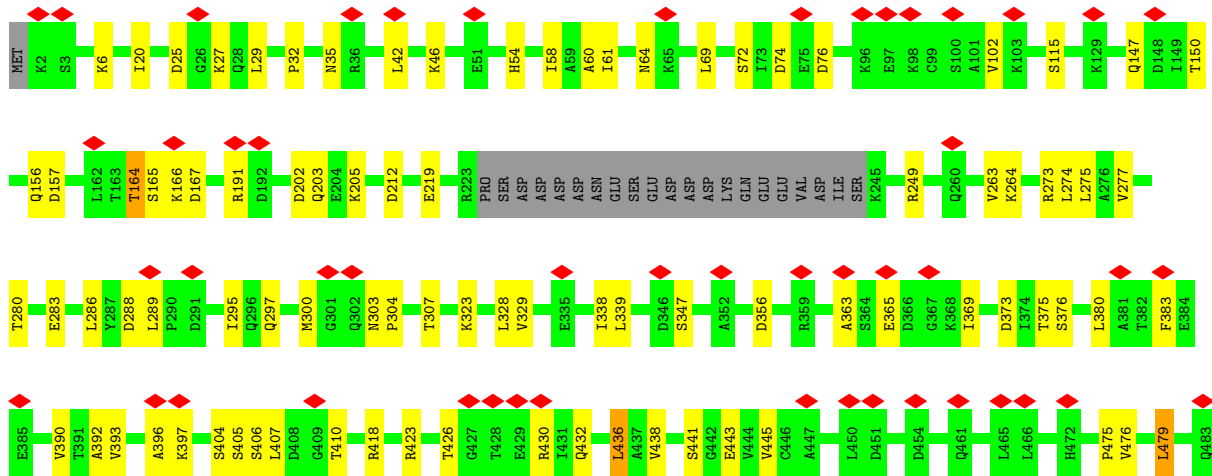 MET K2 S3 K6 I20 D25 G26 K27 Q28 L29 P32 N35 R36 L42 K46 E51 H54 I58 A59 A60 I61 N64 K65 L69 S72 I73 D74 E75 D76 K96 E97 K98 C99 S100 A101 V102 K103 S115 K129 Q147 D148 I149 T150
Q156 D157 L162 T163 T164 S165 K166 D167 R191 D192 D202 Q203 E204 K205 D212 E219 R223 PRO SER ASP ASP ASP ASP ASN GLU SER GLU ASP ASP ASP LYS GLN GLU GLU VAL ASP ILE SER K245 R249 Q260 V263 K264 R273 L274 L275 A276 V277
T280 E283 L286 Y287 D288 L289 P290 D291 I295 Q296 Q297 M300 G301 Q302 N303 P304 T307 K323 L328 V329 E335 I338 L339 D346 S347 A352 D356 R359 A363 S364 E365 D366 G367 K368 I369 D373 I374 T375 S376 L380 A381 T382 F383 E384
E385 V390 T391 A392 V393 A396 K397 S404 S405 S406 L407 D408 G409 T410 R418 R423 T426 G427 T428 E429 R430 I431 Q432 L436 A437 V438 S441 G442 E443 V444 V445 C446 A447 L450 D451 D454 Q461 L465 L466 H472 P475 V476 L479 Q483